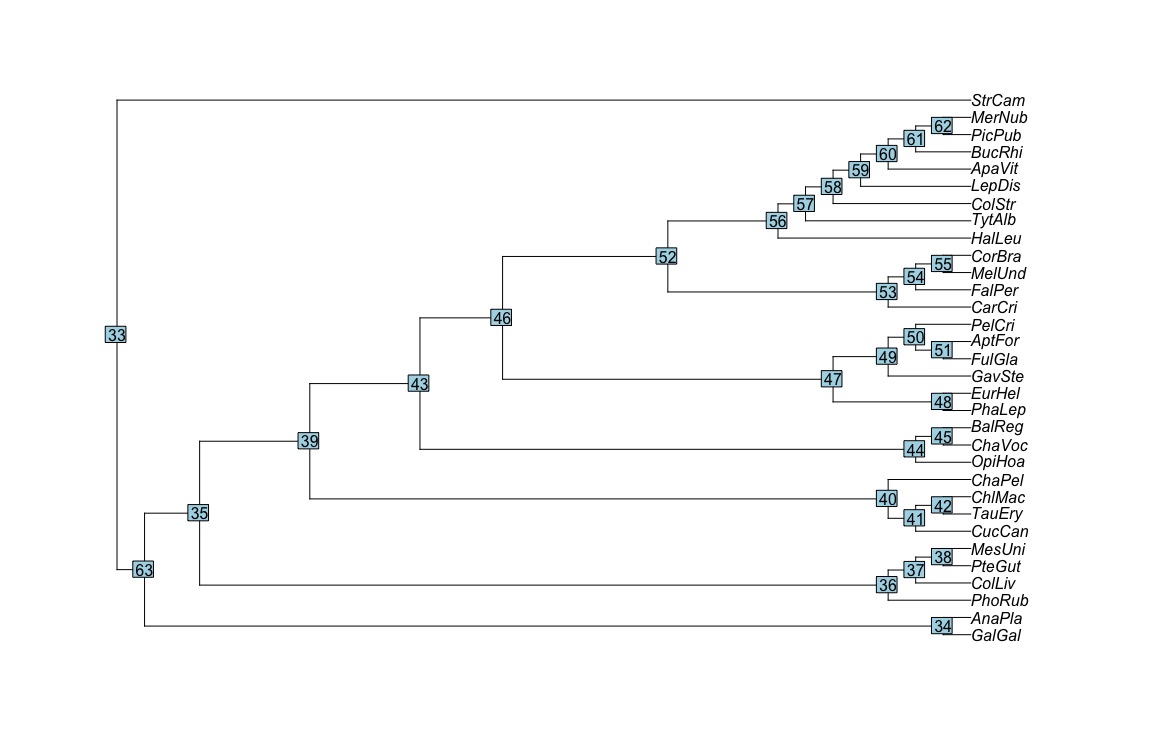 StrCam
MerNub
62
PicPub
61
BucRhi
60
ApaVit
59
LepDis
58
ColStr
57
TytAlb
56
HalLeu
CorBra
52
55
MelUnd
54
FalPer
53
CarCri
46
PelCri
33
50
AptFor
51
49
FulGla
GavSte
47
43
EurHel
48
PhaLep
BalReg
45
39
ChaVoc
44
OpiHoa
ChaPel
40
ChlMac
42
35
TauEry
41
CucCan
MesUni
38
PteGut
63
37
ColLiv
36
PhoRub
AnaPla
34
GalGal